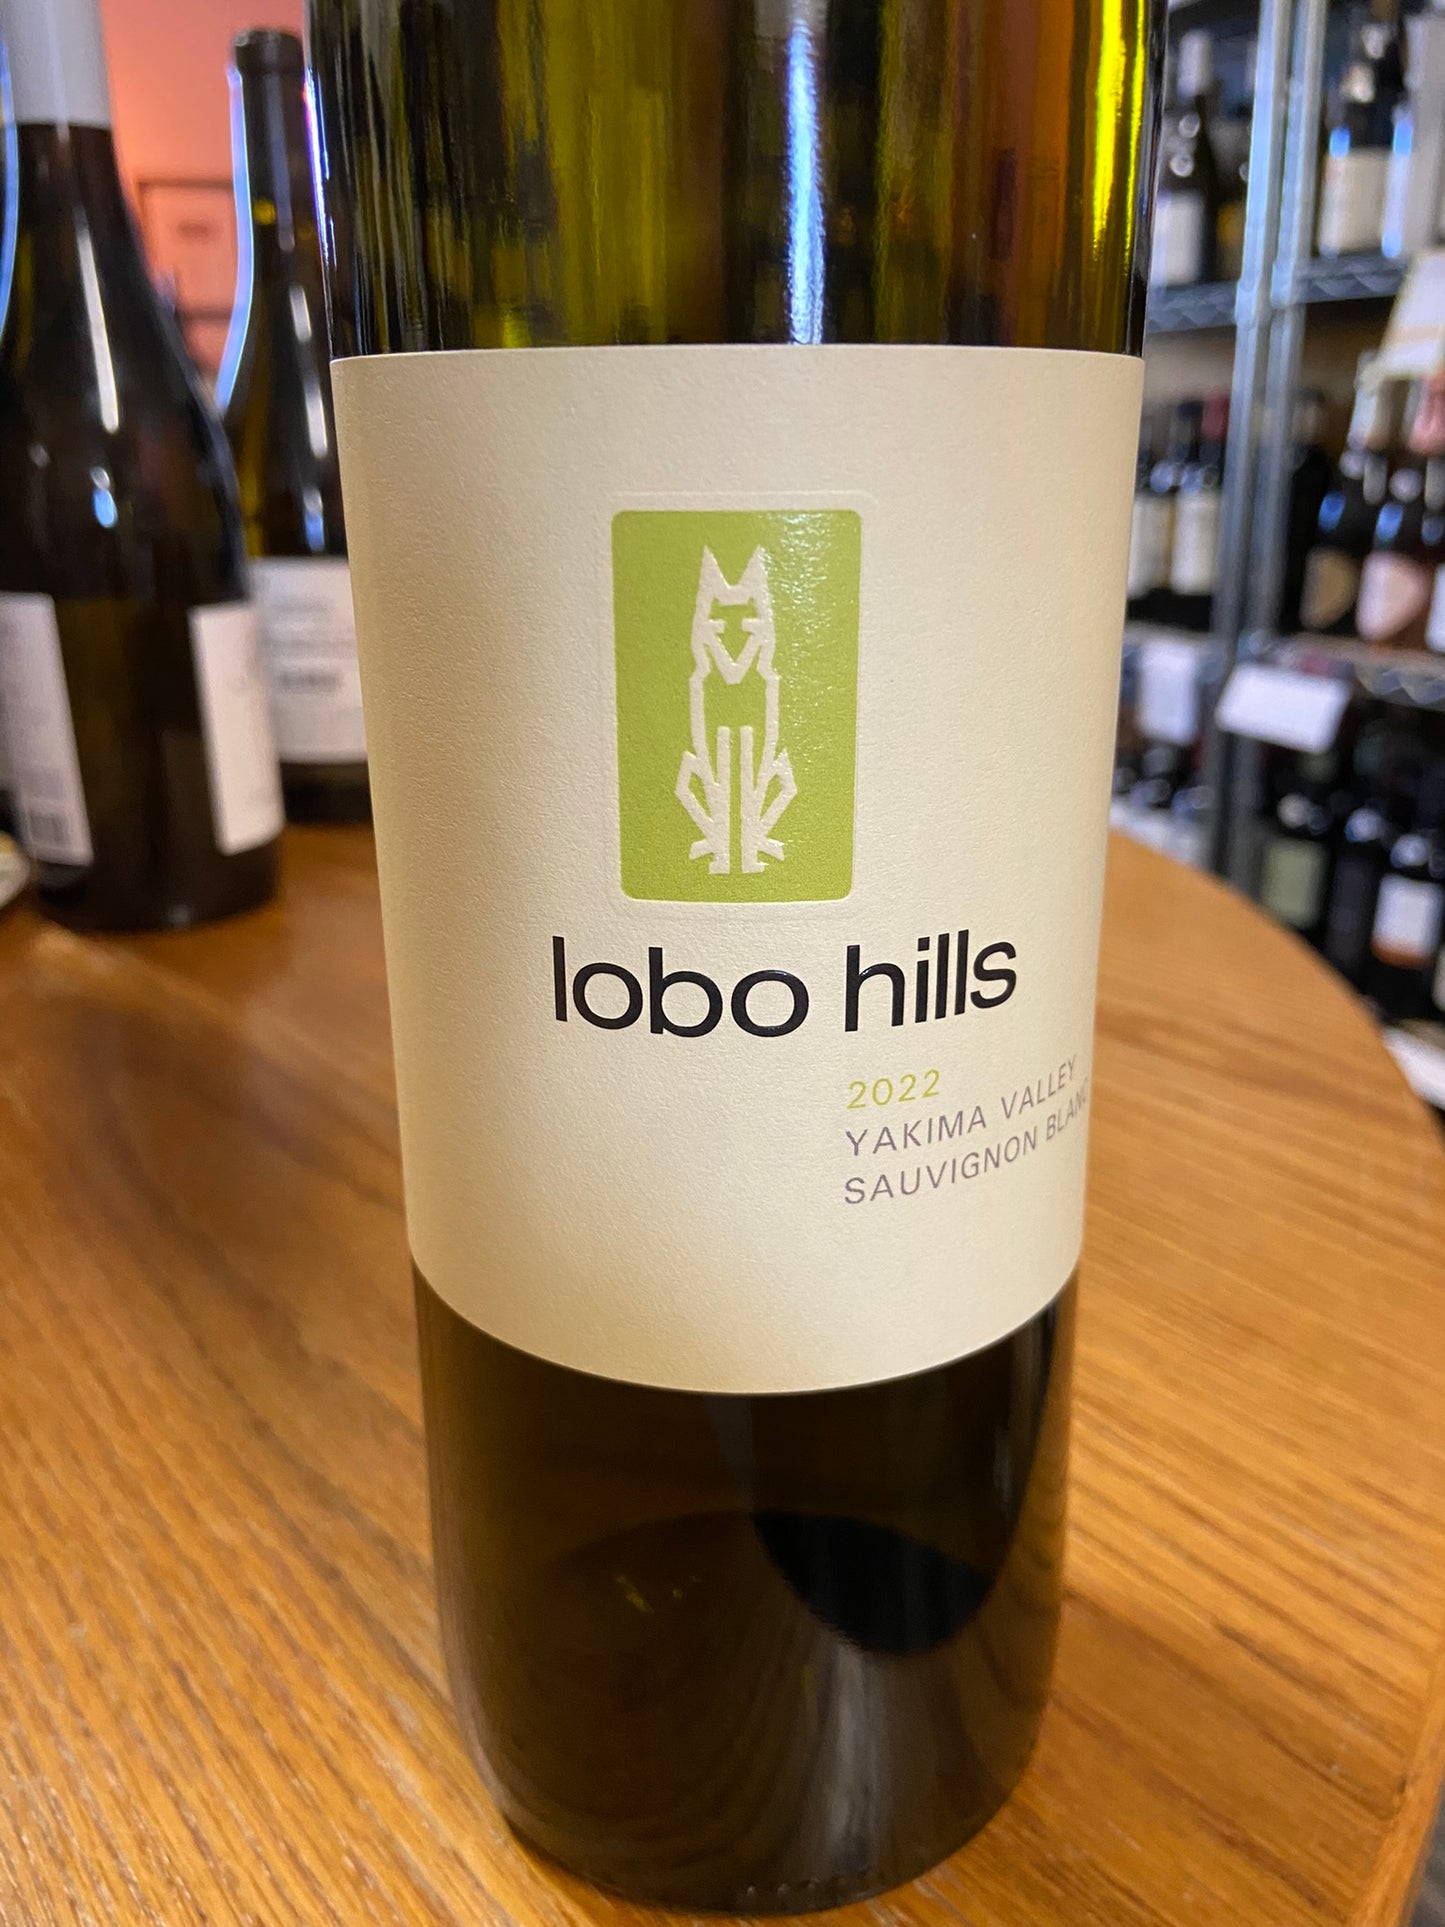 lobo hills
2022
YAKIMA VALLEY
SAUVIGNON BLANC